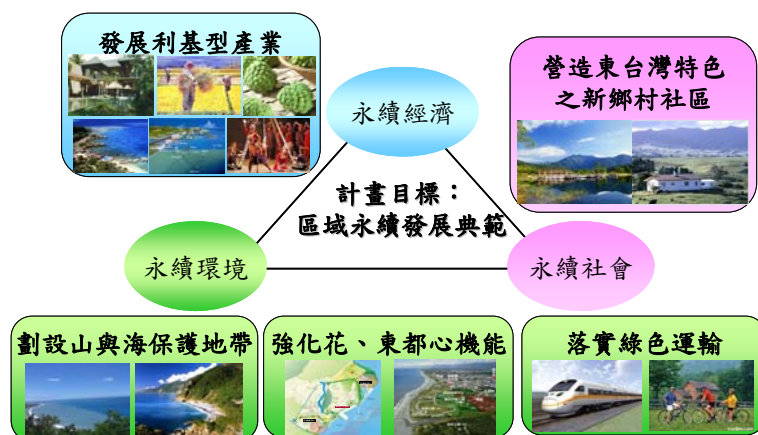 發展利基型產業
營造東台灣特色
之新鄉村社區
永續經濟
計畫目標：
區域永續發展典範
永續環境
永續社會
劃設山與海保護地帶
強化花、東都心機能
落實綠色運輸